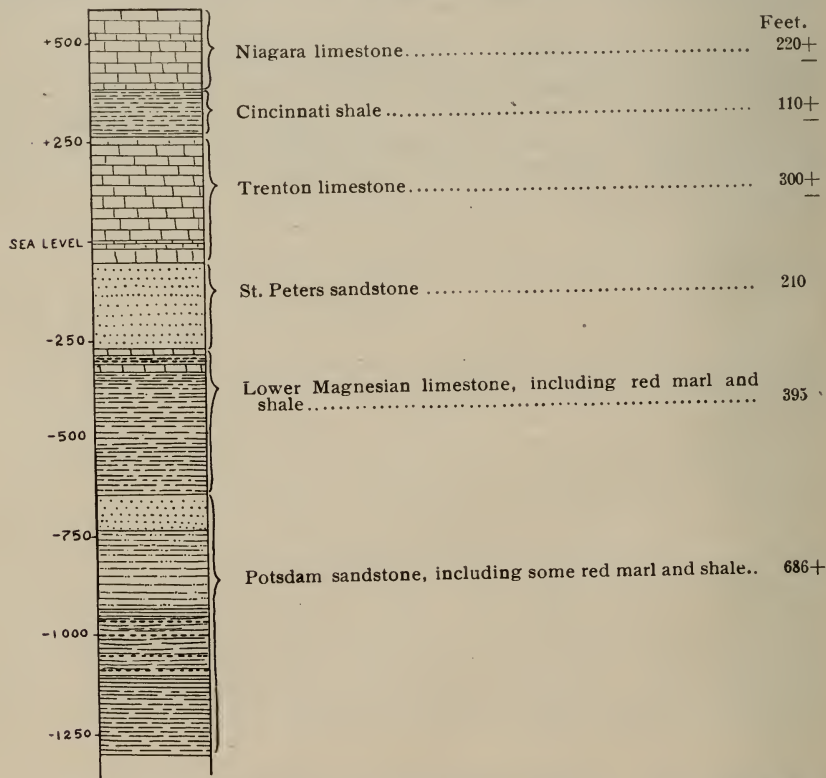 Feet.
+500
Niagara limestone........................................................ 220±
Cincinnati shale........................................................... 110±
+250
Trenton limestone........................................................ 300±
SEA LEVEL
St. Peters sandstone ..................................................... 210
-250
Lower Magnesian limestone, including red marl and
shale........................................................................ 395
-500
-750
Potsdam sandstone, including some red marl and shale.. 686+
-1000
-1250